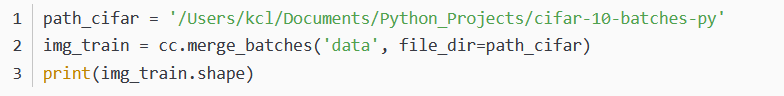 1 path_cifar = '/Users/kcl/Documents/Python_Projects/cifar-10-batches-py'
2 img_train = cc.merge_batches('data', file_dir=path_cifar)
3 print(img_train.shape)